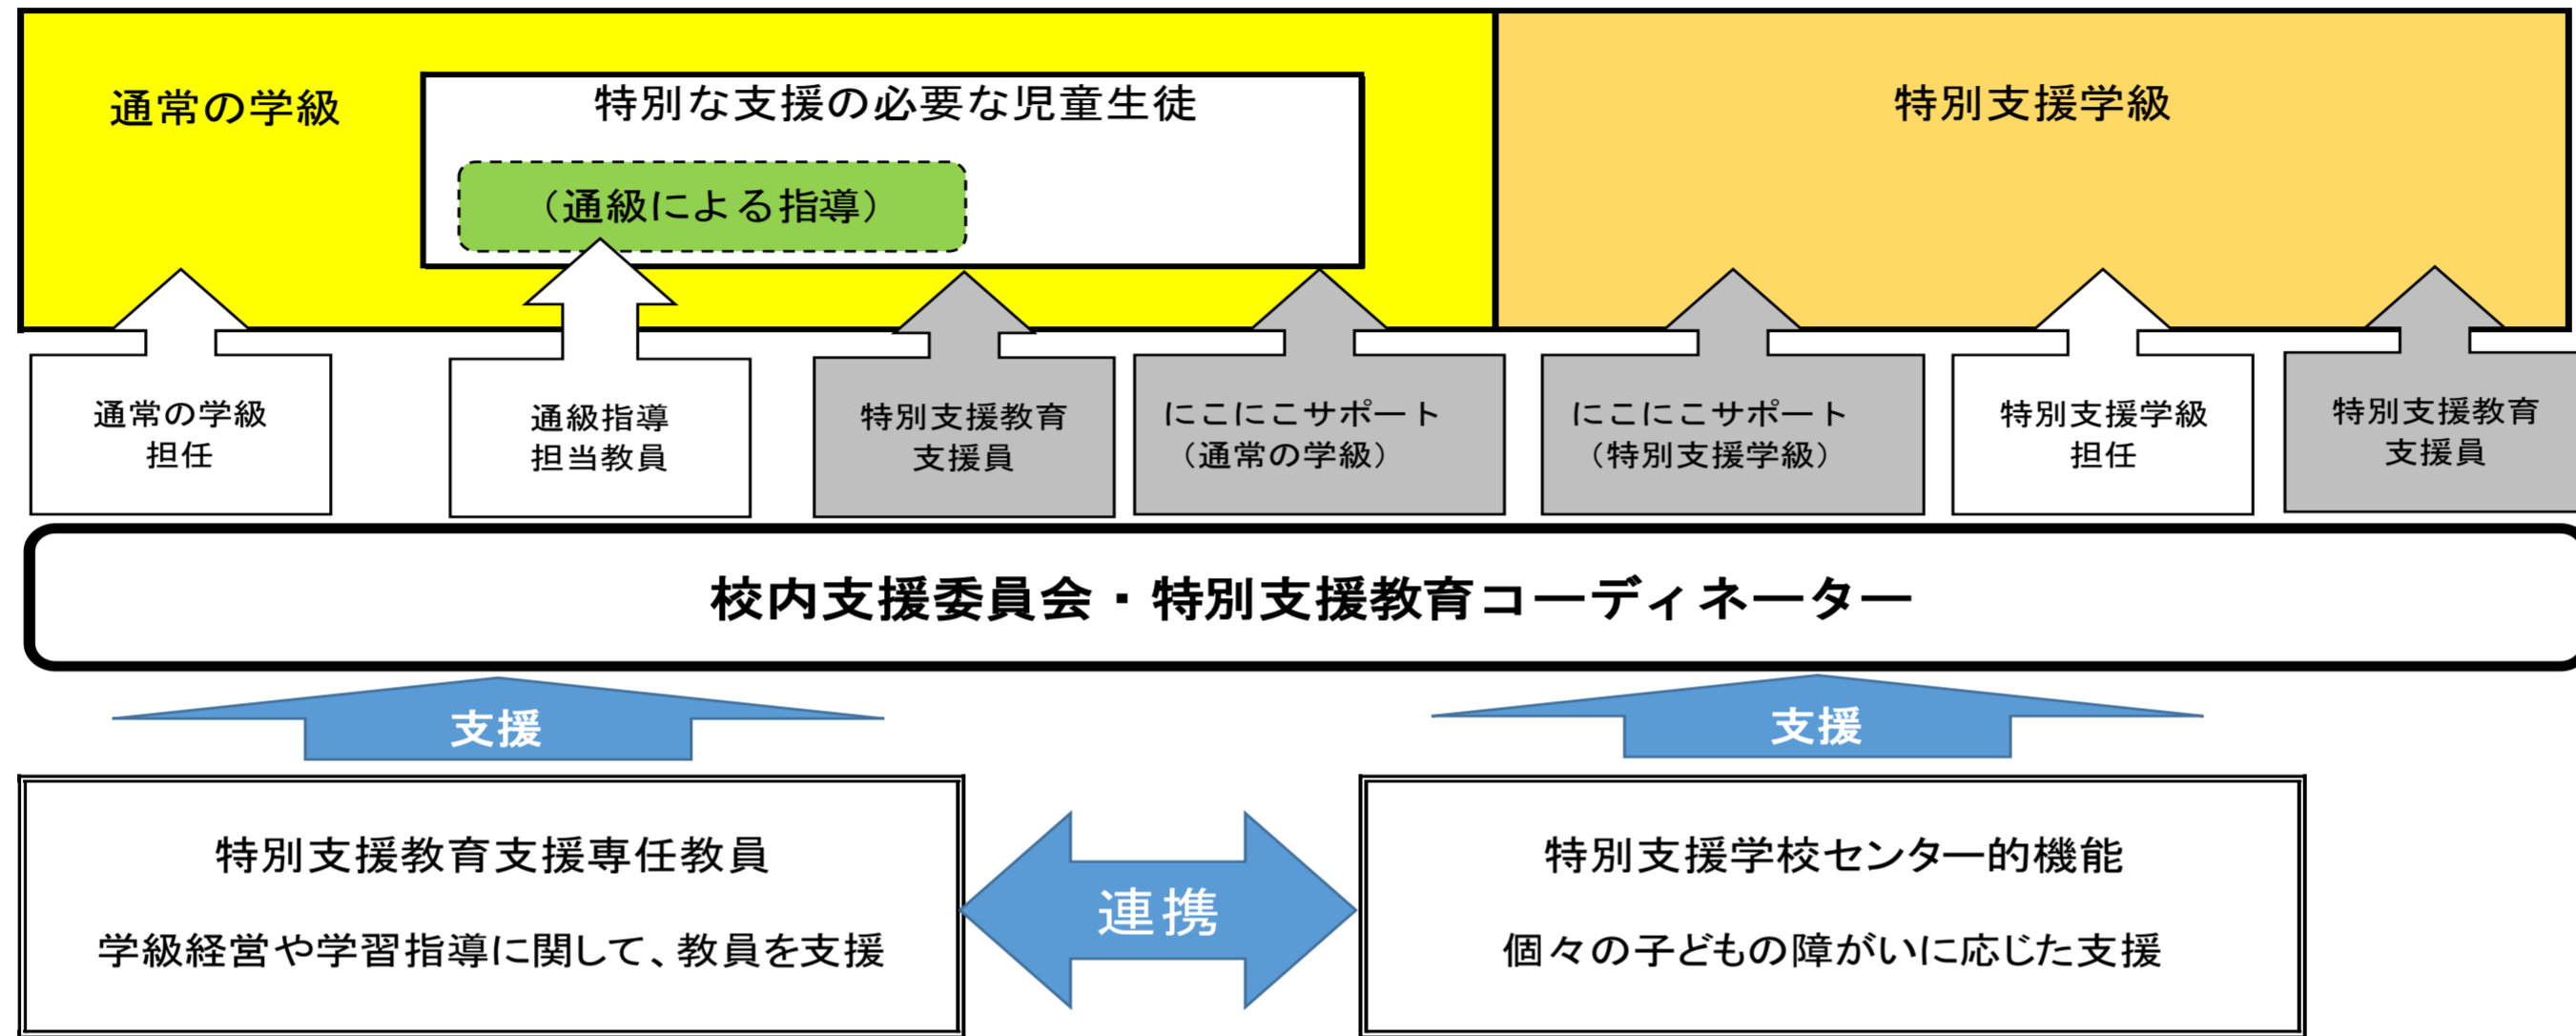 通常の学級
特別な支援の必要な児童生徒
特別支援学級
（通級による指導）
通常の学級
担任
通級指導
担当教員
特別支援教育
支援員
にこにこサポート
（通常の学級）
にこにこサポート
（特別支援学級）
特別支援学級
担任
特別支援教育
支援員
校内支援委員会・特別支援教育コーディネーター
支援
支援
特別支援教育支援専任教員
学級経営や学習指導に関して、教員を支援
連携
特別支援学校センター的機能
個々の子どもの障がいに応じた支援